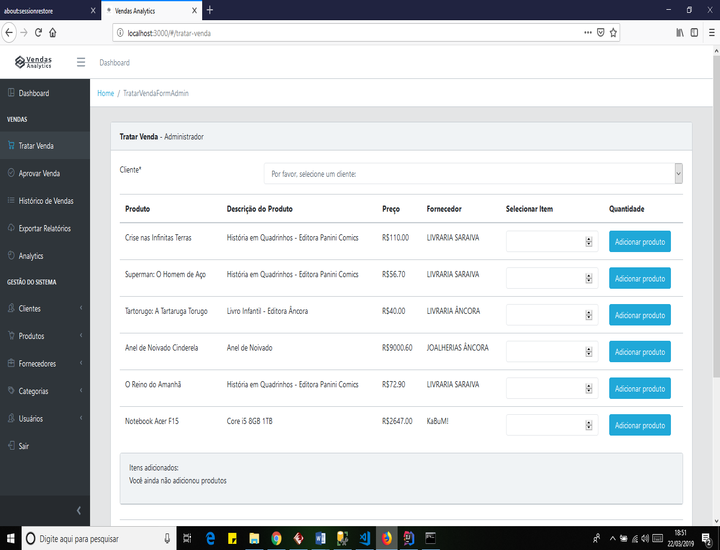 about:sessionrestore
Vendas Analytics
localhost:3000/#/tratar-venda
Vendas
Analytics
Dashboard
Dashboard
Home / TratarVendaFormAdmin
VENDAS
Tratar Venda
Aprovar Venda
Histórico de Vendas
Exportar Relatórios
Analytics
GESTÃO DO SISTEMA
Clientes
Produtos
Fornecedores
Categorias
Usuários
Sair
Tratar Venda - Administrador
Cliente*
Por favor, selecione um cliente:
Produto Descrição do Produto Preço Fornecedor Selecionar Item Quantidade
Crise nas Infinitas Terras História em Quadrinhos - Editora Panini Comics R$110.00 LIVRARIA SARAIVA Adicionar produto
Superman: O Homem de Aço História em Quadrinhos - Editora Panini Comics R$56.70 LIVRARIA SARAIVA Adicionar produto
Tartorugo: A Tartaruga Torugo Livro Infantil - Editora Âncora R$40.00 LIVRARIA ÂNCORA Adicionar produto
Anel de Noivado Cinderela Anel de Noivado R$9000.60 JOALHERIAS ÂNCORA Adicionar produto
O Reino do Amanhã História em Quadrinhos - Editora Panini Comics R$72.90 LIVRARIA SARAIVA Adicionar produto
Notebook Acer F15 Core i5 8GB 1TB R$2647.00 KaBuM! Adicionar produto
Itens adicionados:
Você ainda não adicionou produtos
Digite aqui para pesquisar
18:51
22/03/2019